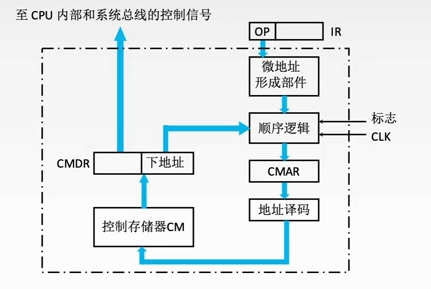 至 CPU 内部和系统总线的控制信号
OP
IR
微地址
形成部件
顺序逻辑
标志
CLK
CMDR
下地址
CMAR
地址译码
控制存储器CM